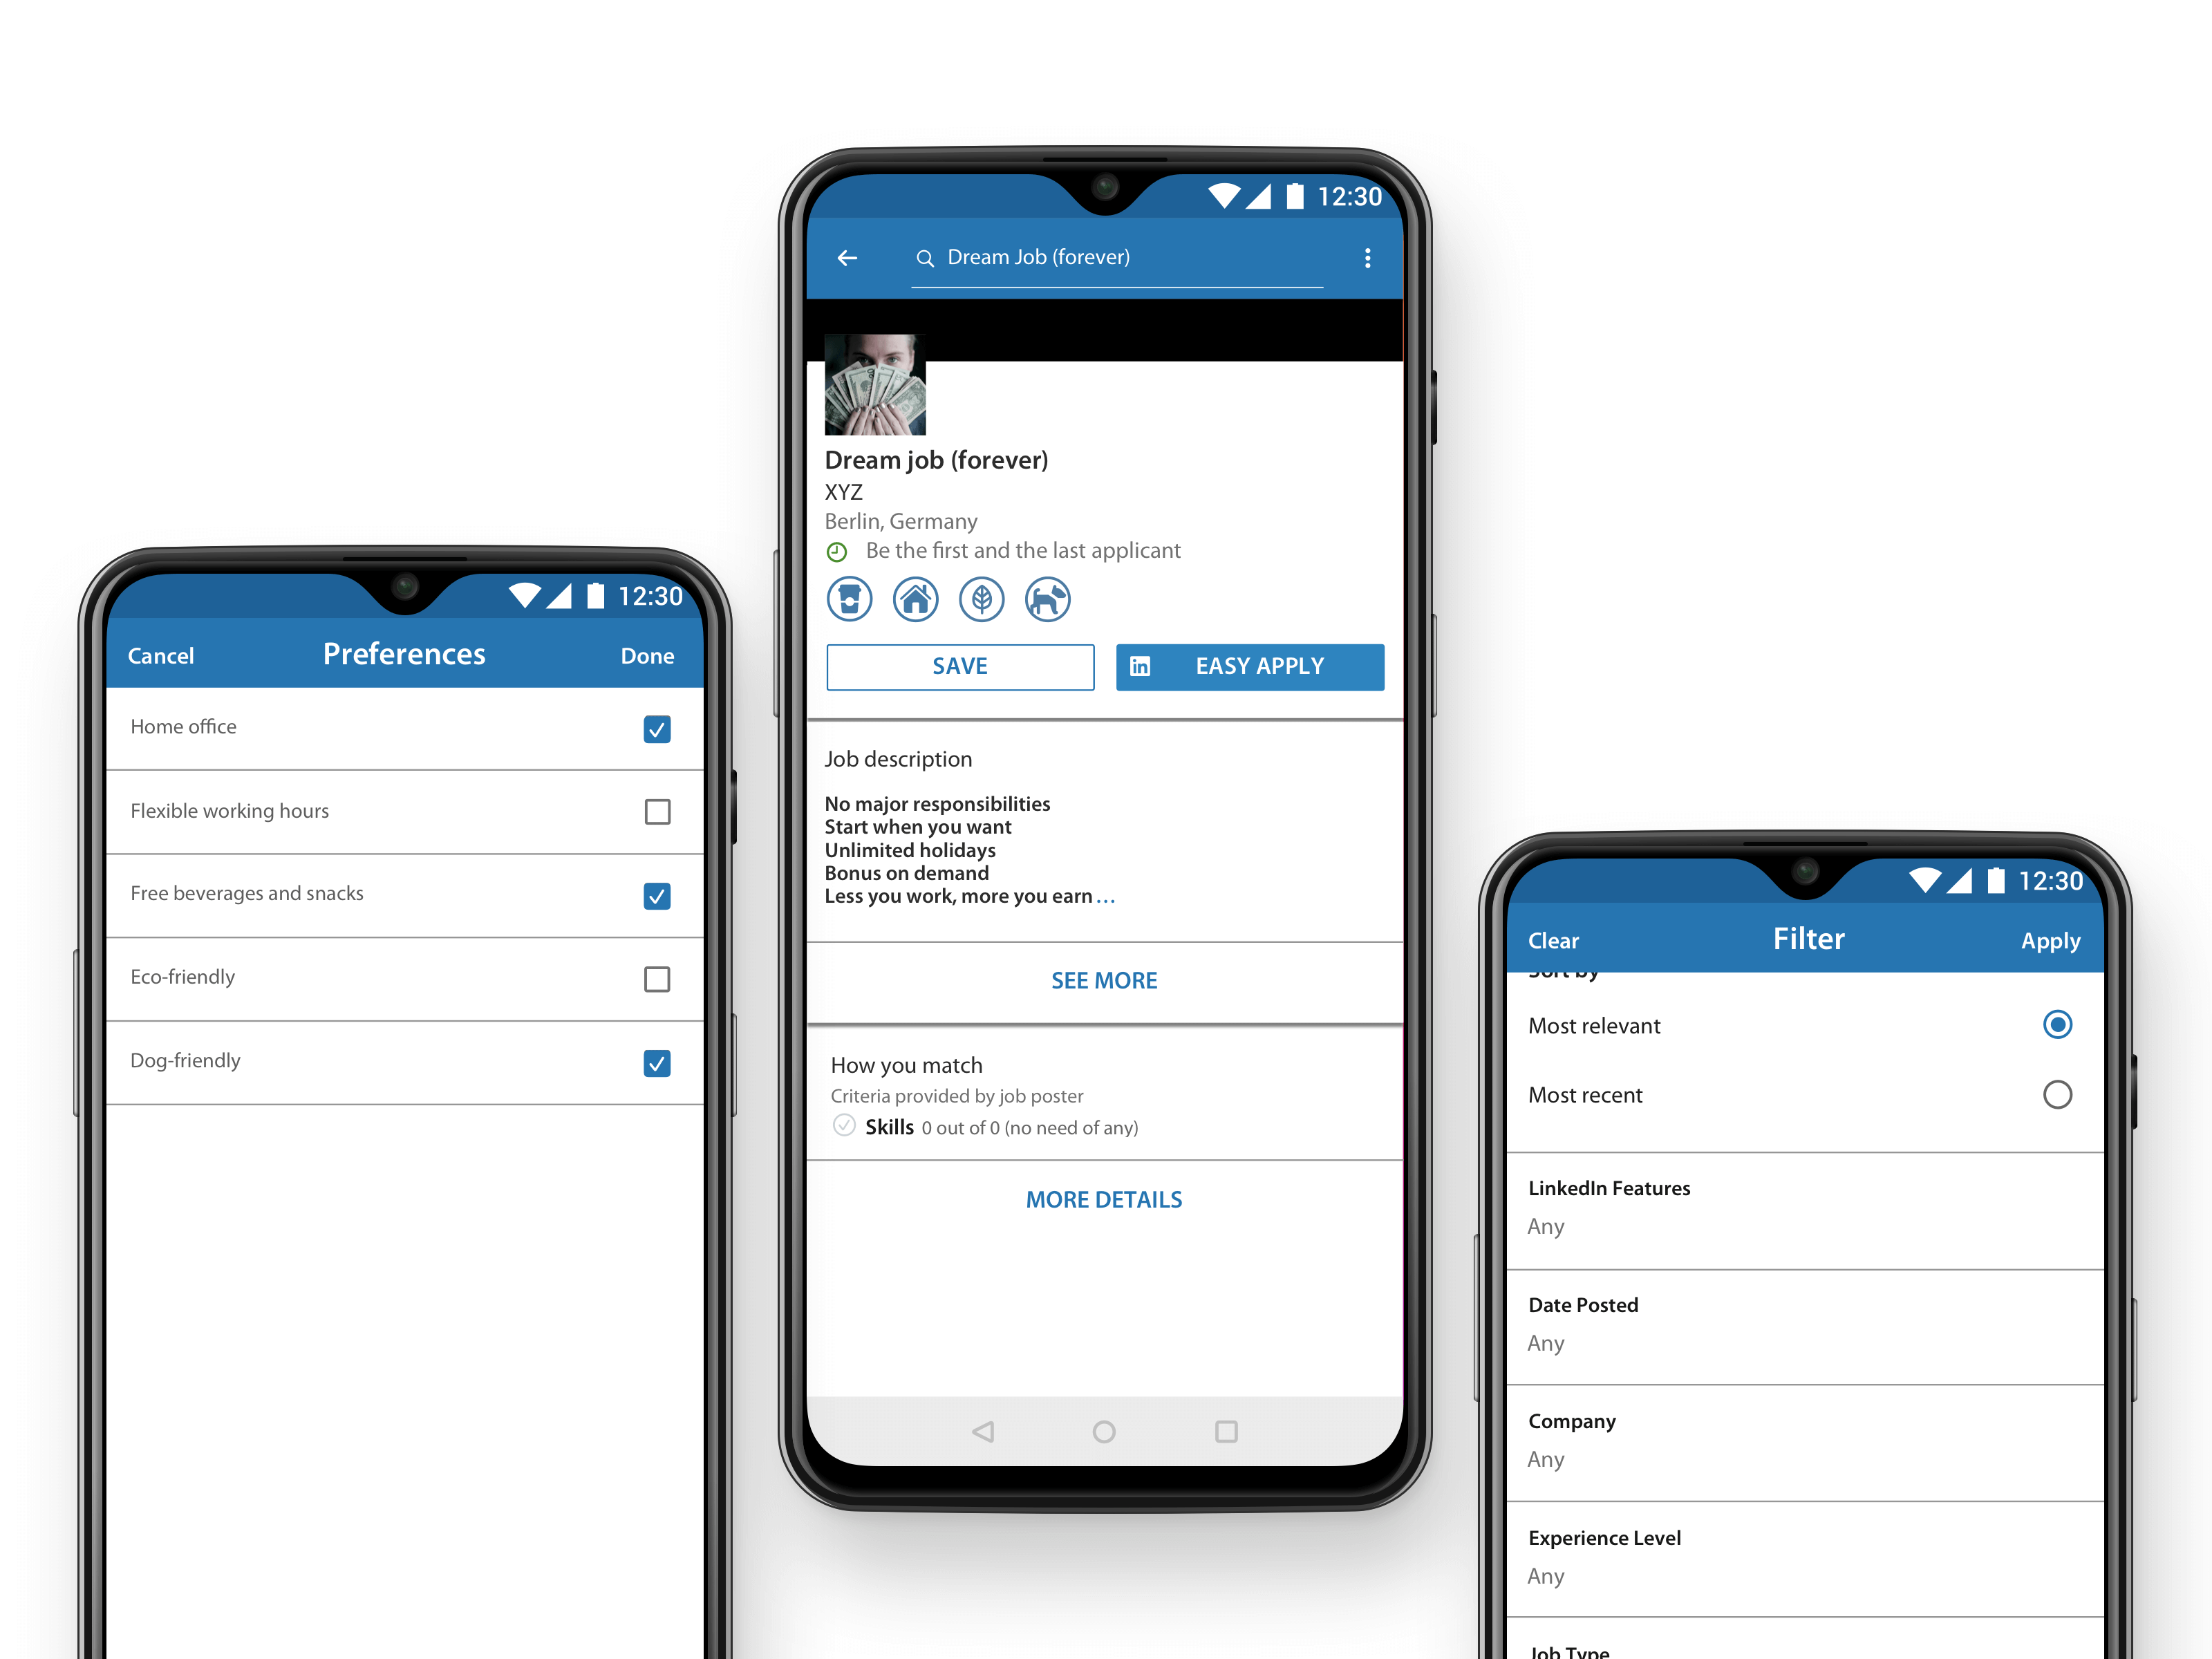 12:30
Cancel
Preferences
Done
Home office
Flexible working hours
Free beverages and snacks
Eco-friendly
Dog-friendly
12:30
Dream Job (forever)
Dream job (forever)
XYZ
Berlin, Germany
Be the first and the last applicant
SAVE
in EASY APPLY
Job description
No major responsibilities
Start when you want
Unlimited holidays
Bonus on demand
Less you work, more you earn ...
SEE MORE
How you match
Criteria provided by job poster
Skills 0 out of 0 (no need of any)
MORE DETAILS
12:30
Clear
Filter
Apply
Sort by
Most relevant
Most recent
LinkedIn Features
Any
Date Posted
Any
Company
Any
Experience Level
Any
Job Type